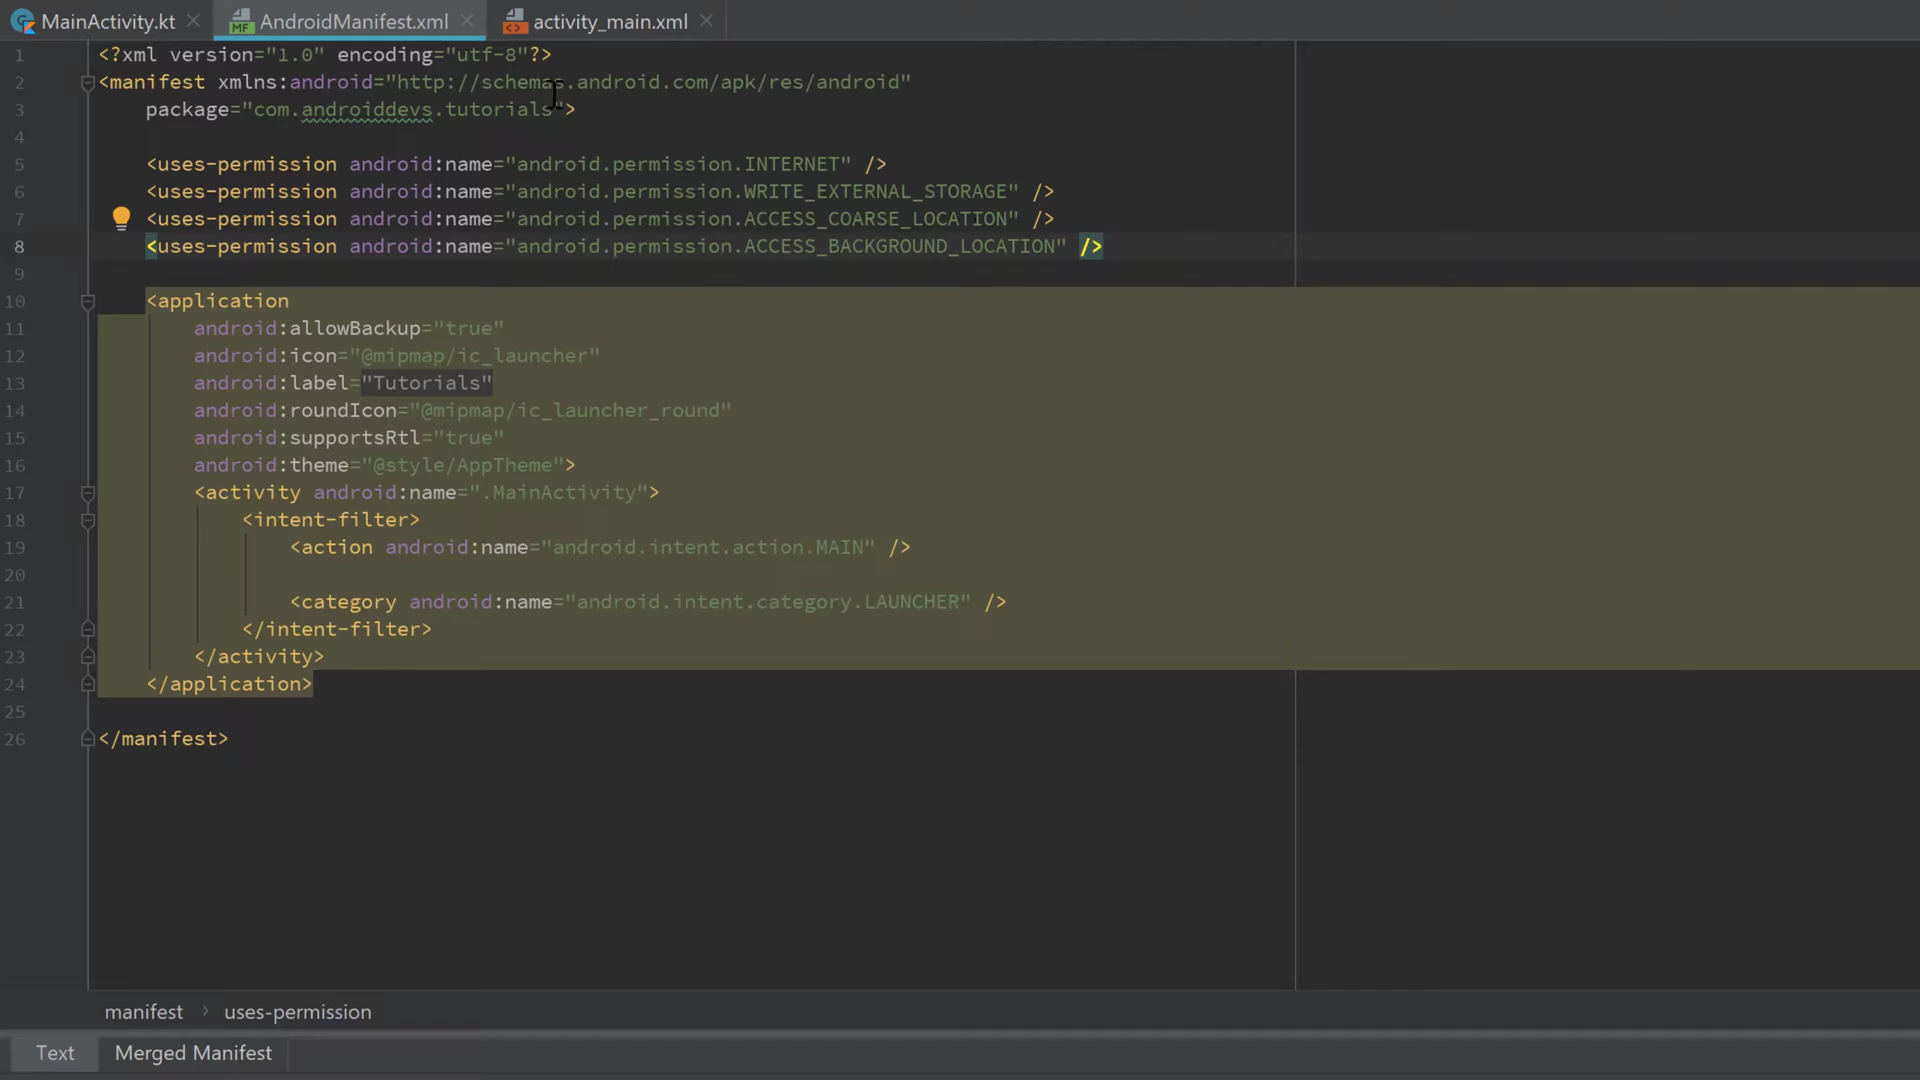 MainActivity.kt AndroidManifest.xml activity_main.xml
1 <?xml version="1.0" encoding="utf-8"?>
2 <manifest xmlns:android="http://schemas.android.com/apk/res/android"
3 package="com.androiddevs.tutorials">
4
5 <uses-permission android:name="android.permission.INTERNET" />
6 <uses-permission android:name="android.permission.WRITE_EXTERNAL_STORAGE" />
7 <uses-permission android:name="android.permission.ACCESS_COARSE_LOCATION" />
8 <uses-permission android:name="android.permission.ACCESS_BACKGROUND_LOCATION" />
9
10 <application
11 android:allowBackup="true"
12 android:icon="@mipmap/ic_launcher"
13 android:label="Tutorials"
14 android:roundIcon="@mipmap/ic_launcher_round"
15 android:supportsRtl="true"
16 android:theme="@style/AppTheme">
17 <activity android:name=".MainActivity">
18 <intent-filter>
19 <action android:name="android.intent.action.MAIN" />
20
21 <category android:name="android.intent.category.LAUNCHER" />
22 </intent-filter>
23 </activity>
24 </application>
25
26 </manifest>
manifest › uses-permission
Text Merged Manifest